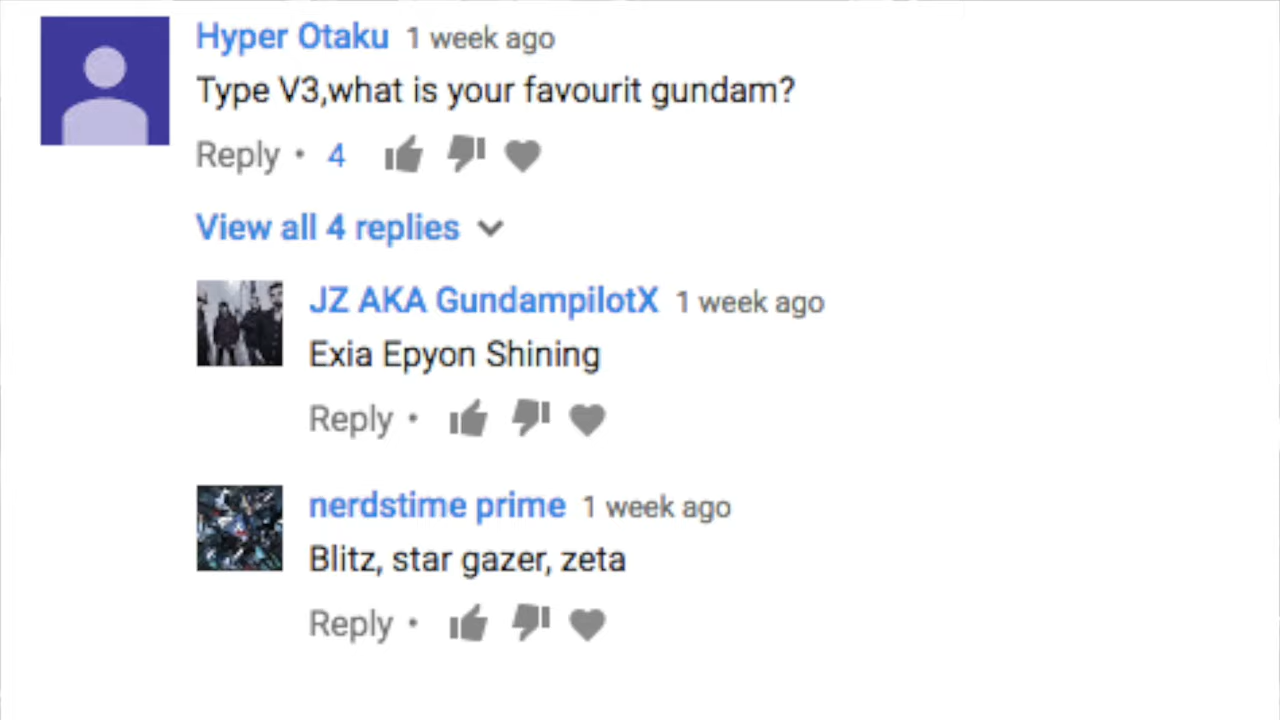 Hyper Otaku 1 week ago
Type V3,what is your favourit gundam?
Reply • 4
View all 4 replies
JZ AKA GundampilotX 1 week ago
Exia Epyon Shining
Reply •
nerdstime prime 1 week ago
Blitz, star gazer, zeta
Reply •